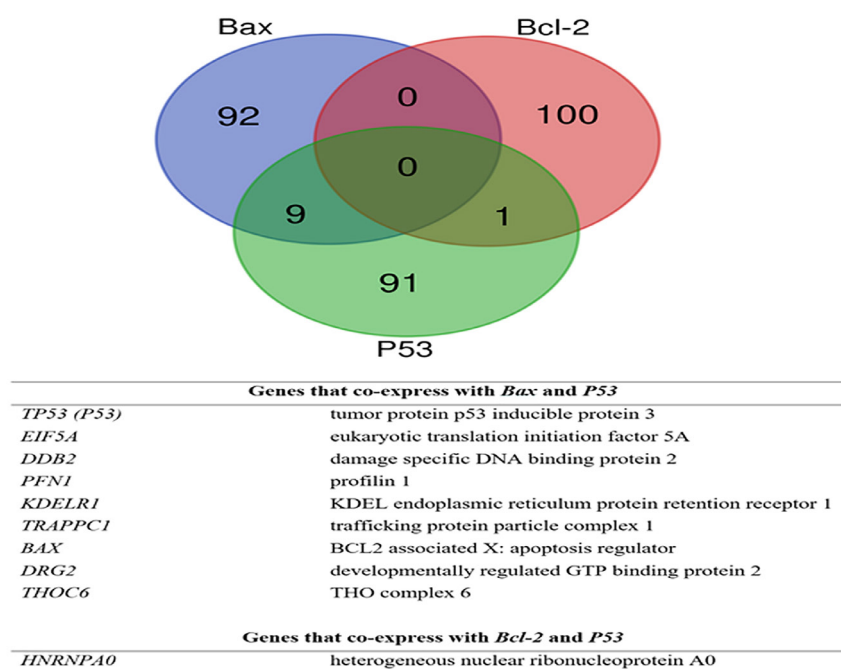 Bax
Bcl-2
92
0
100
0
9
1
91
P53
Genes that co-express with Bax and P53
TP53 (P53) tumor protein p53 inducible protein 3
EIF5A eukaryotic translation initiation factor 5A
DDB2 damage specific DNA binding protein 2
PFN1 profilin 1
KDELR1 KDEL endoplasmic reticulum protein retention receptor 1
TRAPPC1 trafficking protein particle complex 1
BAX BCL2 associated X: apoptosis regulator
DRG2 developmentally regulated GTP binding protein 2
THOC6 THO complex 6
Genes that co-express with Bcl-2 and P53
HNRNPA0 heterogeneous nuclear ribonucleoprotein A0